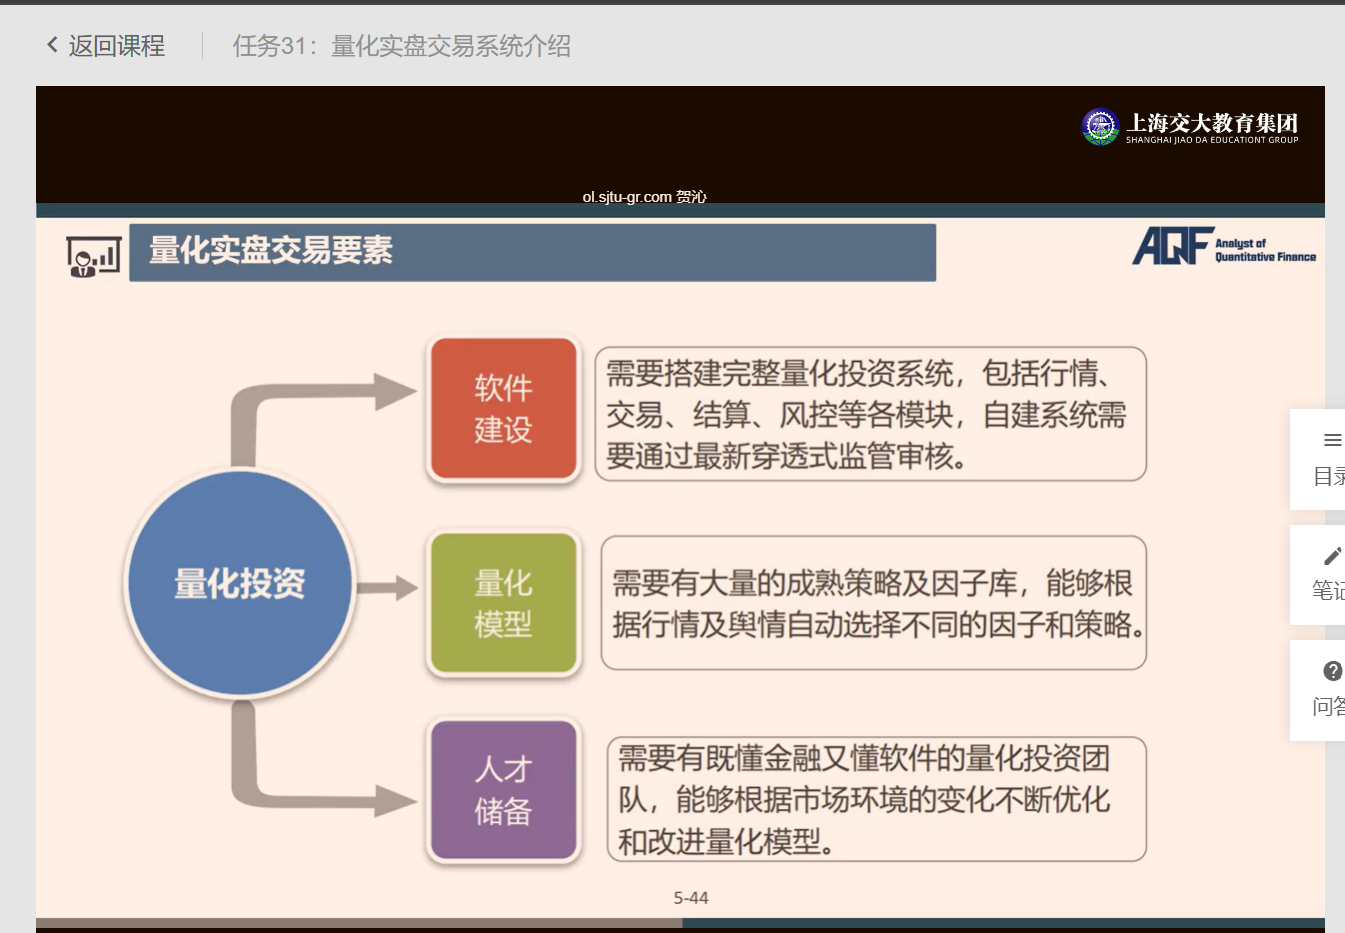 返回课程
任务31：量化实盘交易系统介绍
上海交大教育集团
SHANGHAI JIAO DA EDUCATIONT GROUP
ol.sjtu-gr.com 贺沁
量化实盘交易要素
AQF
Analyst of
Quantitative Finance
软件
建设
需要搭建完整量化投资系统，包括行情、
交易、结算、风控等各模块，自建系统需
要通过最新穿透式监管审核。
量化投资
量化
模型
需要有大量的成熟策略及因子库，能够根
据行情及舆情自动选择不同的因子和策略。
人才
储备
需要有既懂金融又懂软件的量化投资团
队，能够根据市场环境的变化不断优化
和改进量化模型。
5-44
目录
笔记
问答